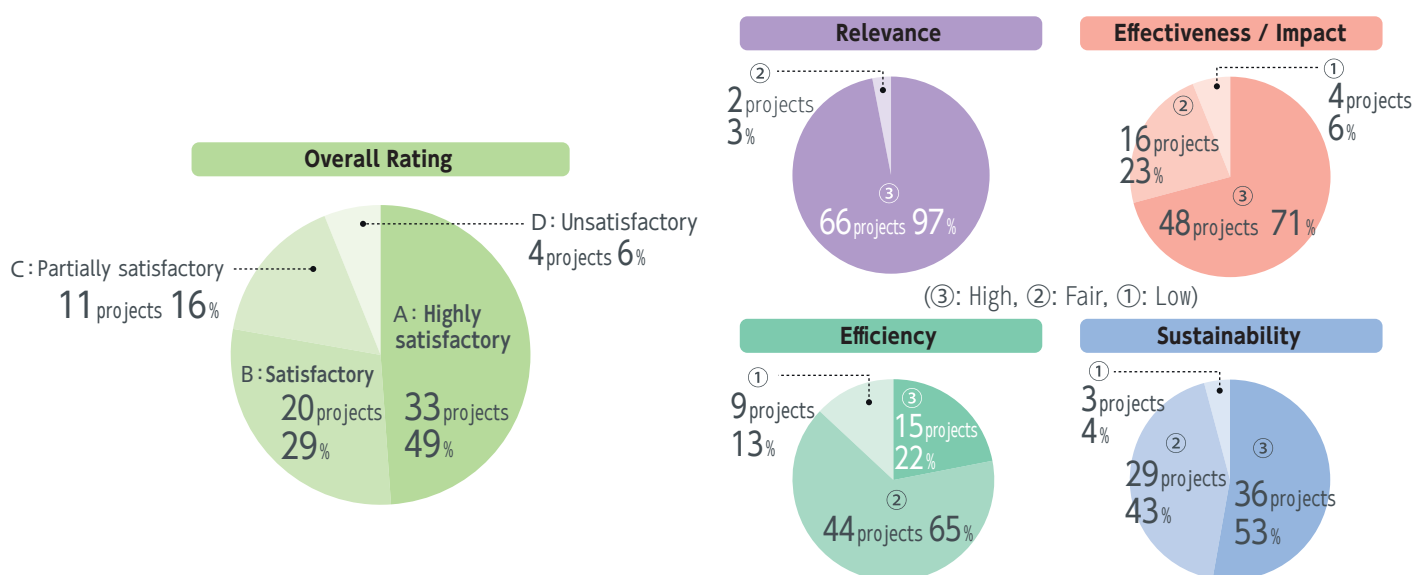 Overall Rating
D: Unsatisfactory
4projects 6%
C: Partially satisfactory
11projects 16%
A: Highly
satisfactory
33projects
49%
B: Satisfactory
20projects
29%
Relevance
②
2projects
3%
③
66projects 97%
Effectiveness / Impact
①
4projects
6%
②
16projects
23%
③
48projects 71%
(③: High, ②: Fair, ①: Low)
Efficiency
①
9projects
13%
③
15projects
22%
②
44projects 65%
Sustainability
①
3projects
4%
②
29projects
43%
③
36projects
53%